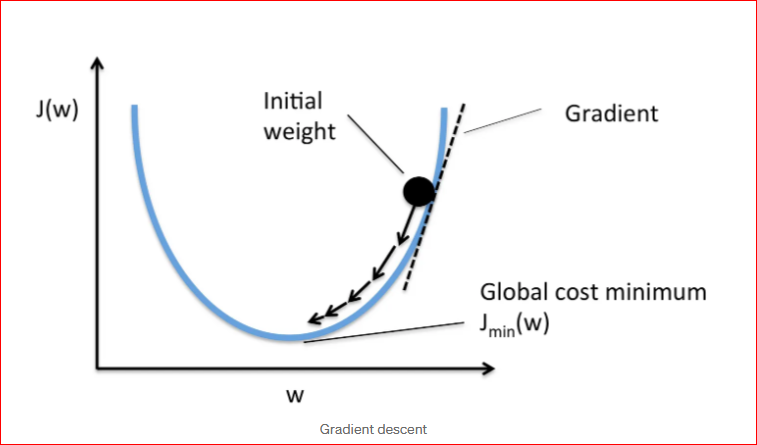 J(w)
Initial
weight
Gradient
Global cost minimum
Jmin(w)
w
Gradient descent